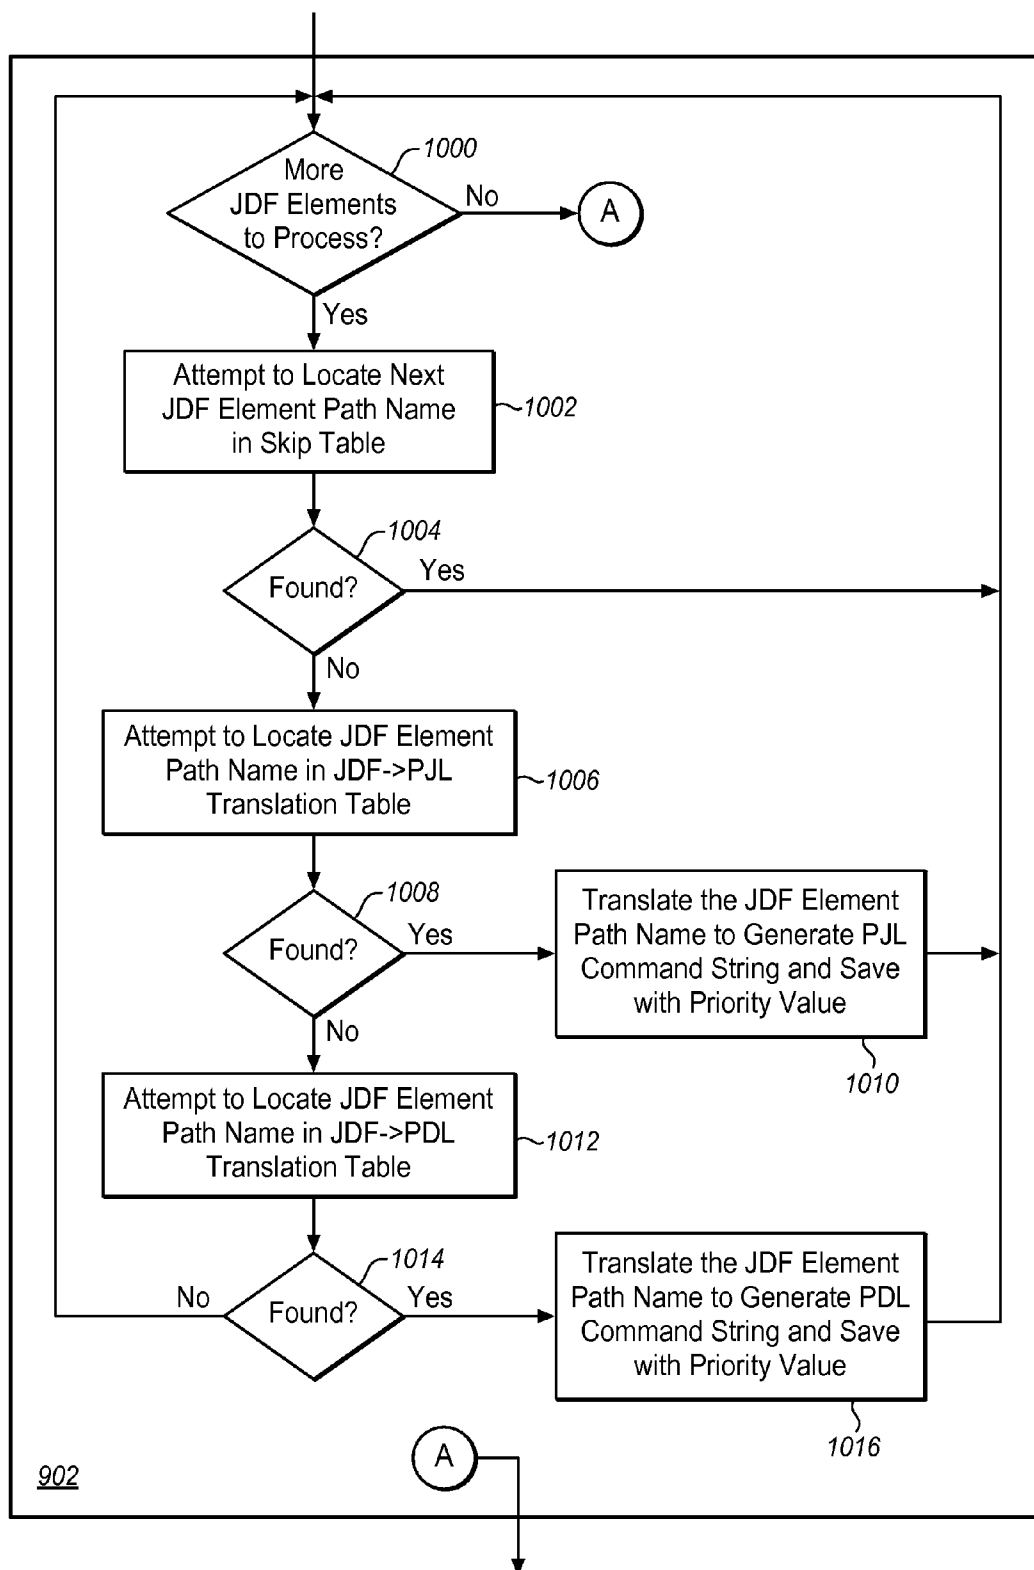 More
JDF Elements
to Process?
1000
No
A
Yes
Attempt to Locate Next
JDF Element Path Name
in Skip Table
1002
Found?
1004
Yes
No
Attempt to Locate JDF Element
Path Name in JDF->PJL
Translation Table
1006
Found?
1008
Yes
Translate the JDF Element
Path Name to Generate PJL
Command String and Save
with Priority Value
1010
No
Attempt to Locate JDF Element
Path Name in JDF->PDL
Translation Table
1012
No
Found?
1014
Yes
Translate the JDF Element
Path Name to Generate PDL
Command String and Save
with Priority Value
1016
A
902